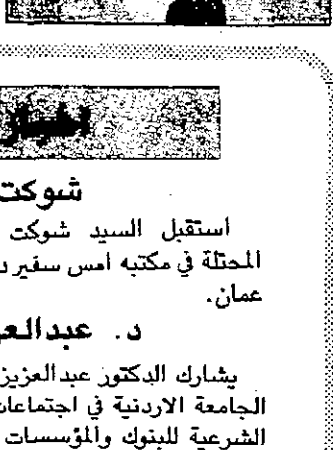 اخبار
شوكت
استقبل السيد شوكت
المحتلة في مكتبه امس سفير د
عمان.
د. عبدالعز
يشارك الدكتور عبدالعزيز
الجامعة الاردنية في اجتماعات
الشرعية للبنوك والمؤسسات